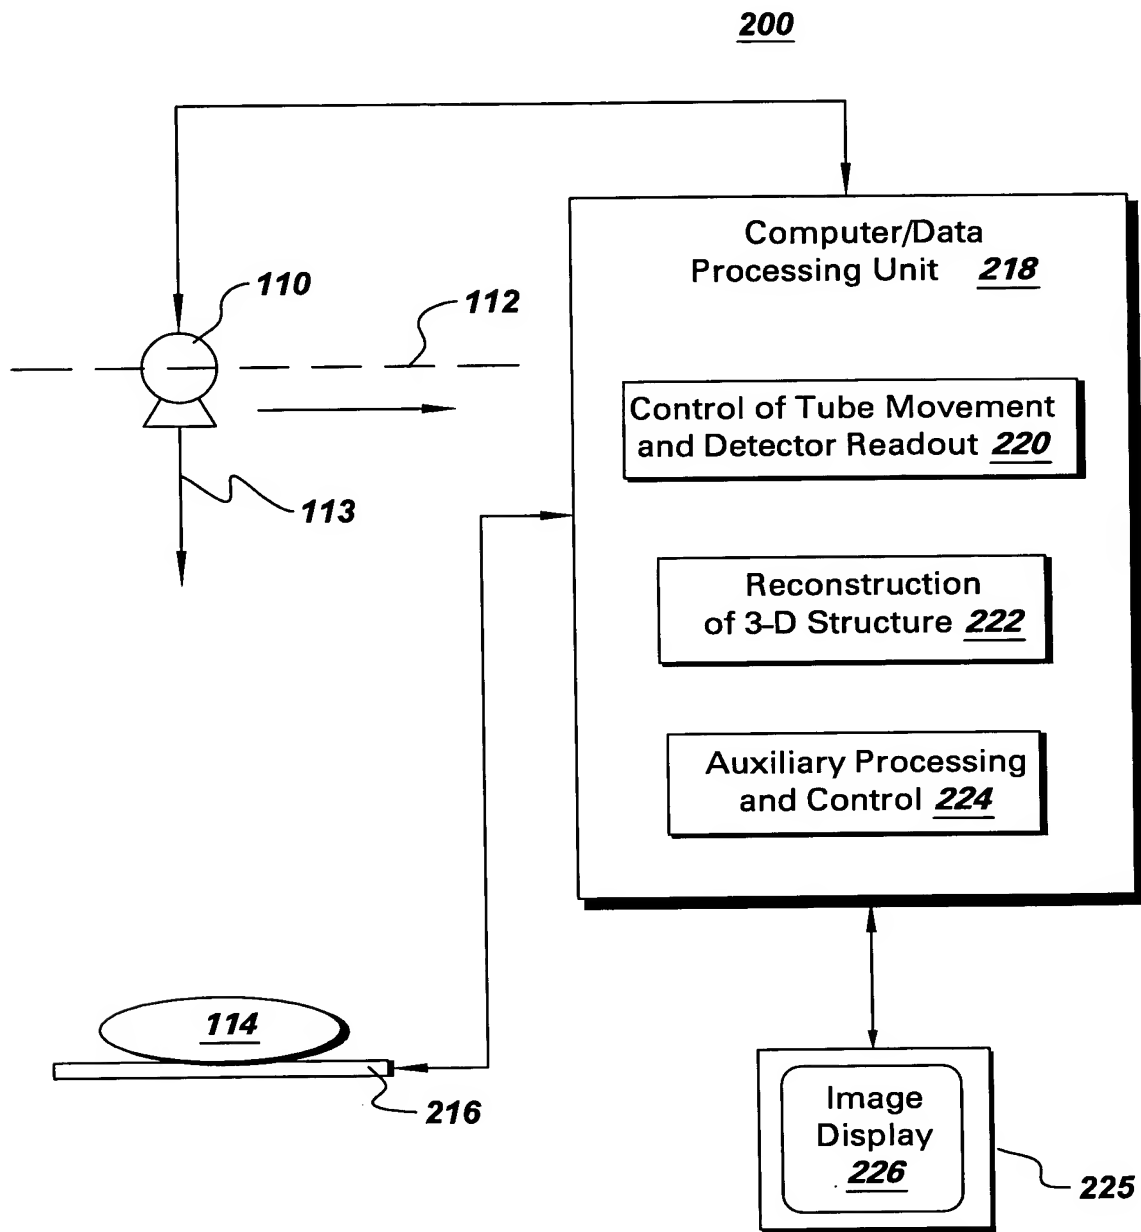 200
110
112
113
Computer/Data
Processing Unit 218
Control of Tube Movement
and Detector Readout 220
Reconstruction
of 3-D Structure 222
Auxiliary Processing
and Control 224
114
216
Image
Display
226
225